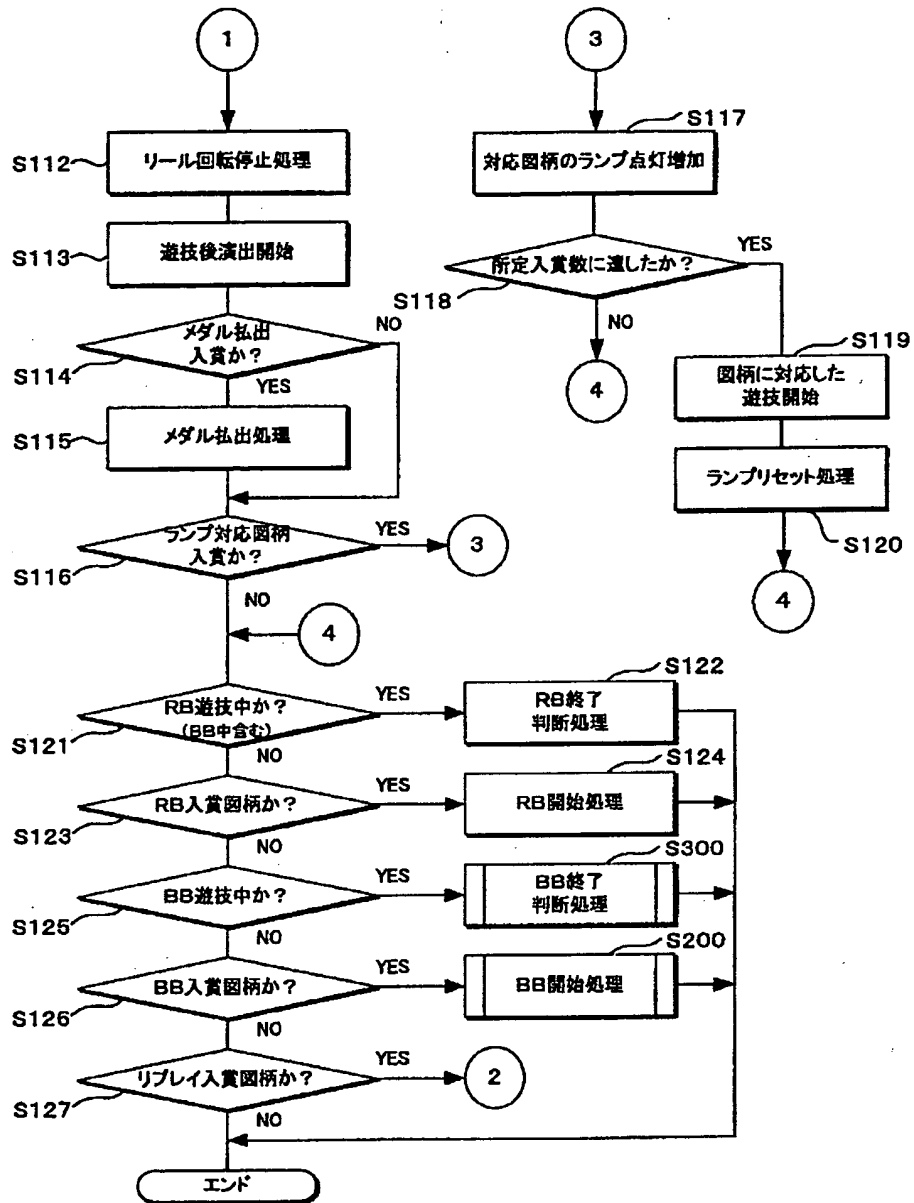 1
S112
リール回転停止処理
S113
遊技後演出開始
S114
メダル払出
入賞か?
NO
YES
S115
メダル払出処理
S116
ランプ対応図柄
入賞か?
YES
3
NO
4
S121
RB遊技中か?
(BB中含む)
YES
NO
S122
RB終了
判断処理
S123
RB入賞図柄か?
YES
NO
S124
RB開始処理
S125
BB遊技中か?
YES
NO
S300
BB終了
判断処理
S126
BB入賞図柄か?
YES
NO
S200
BB開始処理
S127
リプレイ入賞図柄か?
YES
2
NO
エンド
3
S117
対応図柄のランプ点灯増加
S118
所定入賞数に達したか?
YES
NO
4
S119
図柄に対応した
遊技開始
ランプリセット処理
S120
4